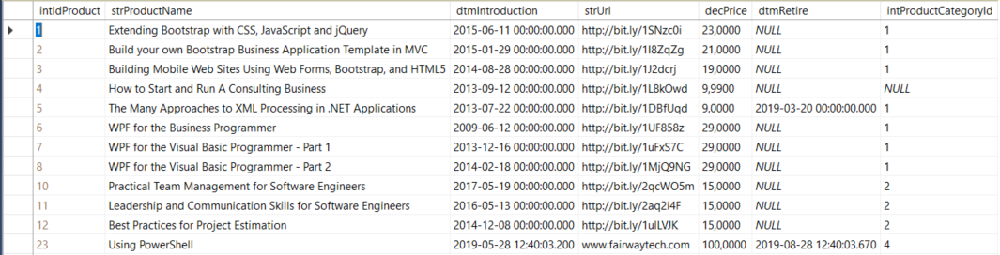 intIdProduct strProductName dtmIntroduction strUrl decPrice dtmRetire intProductCategoryId
1 Extending Bootstrap with CSS, JavaScript and jQuery 2015-06-11 00:00:00.000 http://bit.ly/1SNzc0i 23,0000 NULL 1
2 Build your own Bootstrap Business Application Template in MVC 2015-01-29 00:00:00.000 http://bit.ly/1I8ZqZg 21,0000 NULL 1
3 Building Mobile Web Sites Using Web Forms, Bootstrap, and HTML5 2014-08-28 00:00:00.000 http://bit.ly/1J2dcrj 19,0000 NULL 1
4 How to Start and Run A Consulting Business 2013-09-12 00:00:00.000 http://bit.ly/1L8kOwd 9,9900 NULL NULL
5 The Many Approaches to XML Processing in .NET Applications 2013-07-22 00:00:00.000 http://bit.ly/1DBfUqd 9,0000 2019-03-20 00:00:00.000 1
6 WPF for the Business Programmer 2009-06-12 00:00:00.000 http://bit.ly/1UF858z 29,0000 NULL 1
7 WPF for the Visual Basic Programmer - Part 1 2013-12-16 00:00:00.000 http://bit.ly/1uFxS7C 29,0000 NULL 1
8 WPF for the Visual Basic Programmer - Part 2 2014-02-18 00:00:00.000 http://bit.ly/1MjQ9NG 29,0000 NULL 1
10 Practical Team Management for Software Engineers 2017-05-19 00:00:00.000 http://bit.ly/2qcWO5m 15,0000 NULL 2
11 Leadership and Communication Skills for Software Engineers 2016-05-13 00:00:00.000 http://bit.ly/2aq2i4F 15,0000 NULL 2
12 Best Practices for Project Estimation 2014-12-08 00:00:00.000 http://bit.ly/1uILVJK 15,0000 NULL 2
23 Using PowerShell 2019-05-28 12:40:03.200 www.fairwaytech.com 100,0000 2019-08-28 12:40:03.670 4